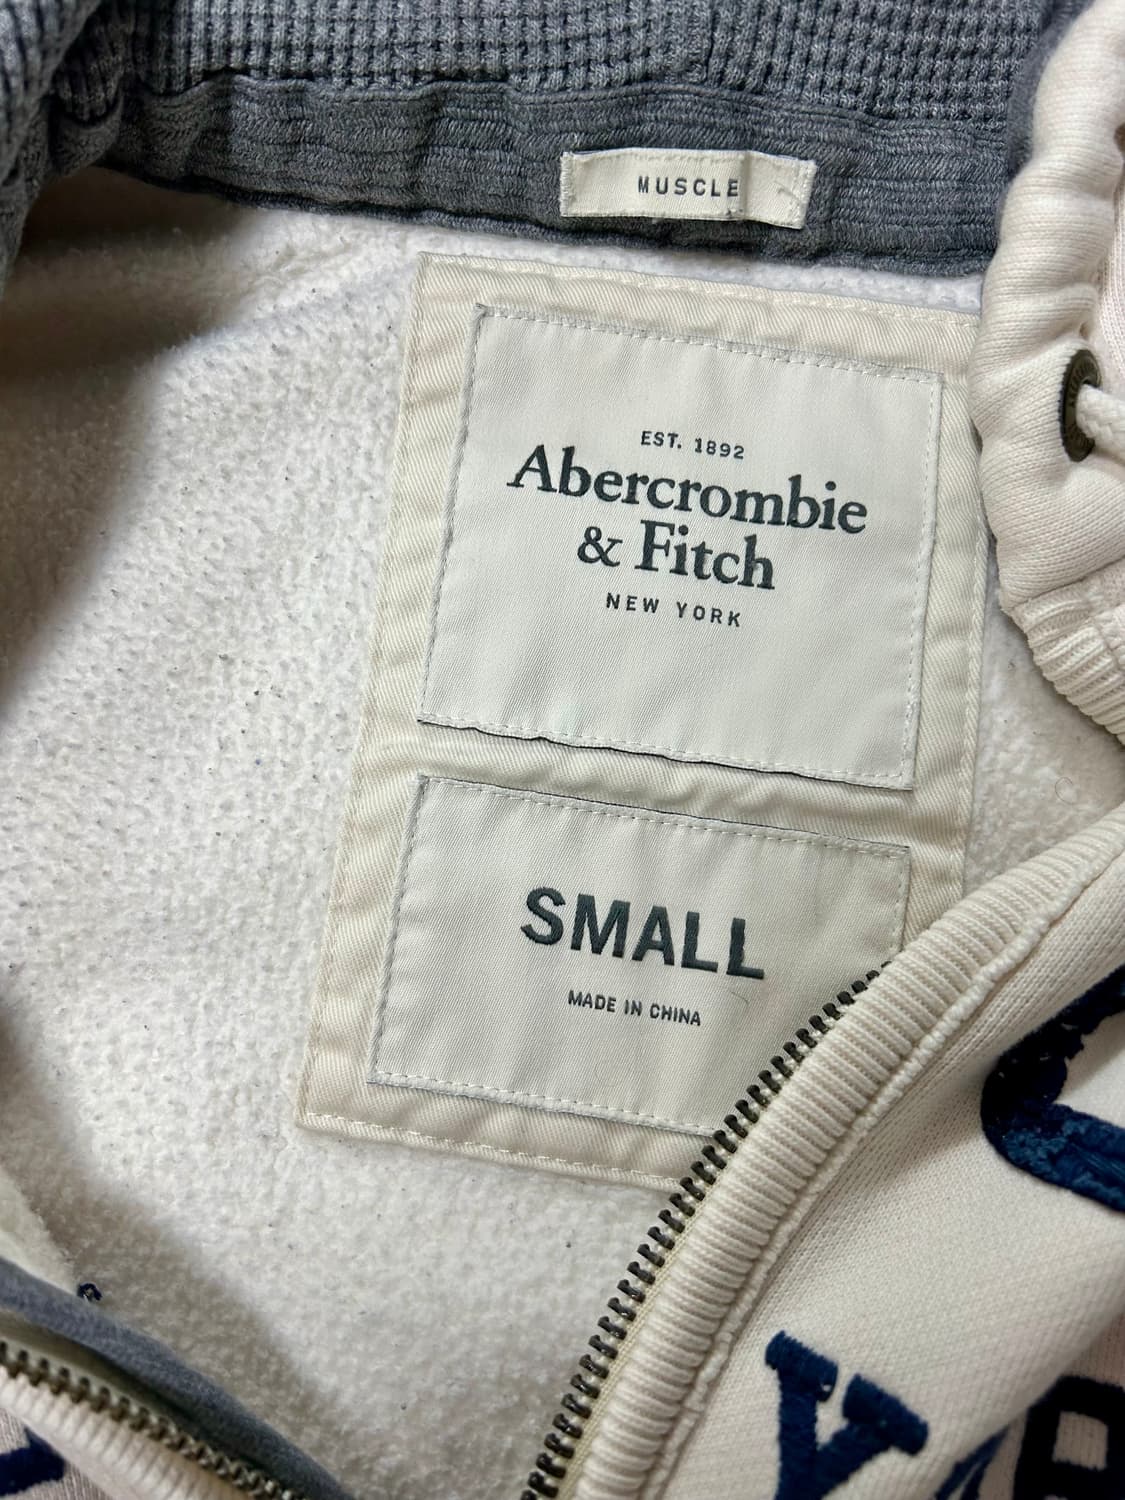 MUSCLE
EST. 1892
Abercrombie
& Fitch
NEW YORK
SMALL
MADE IN CHINA